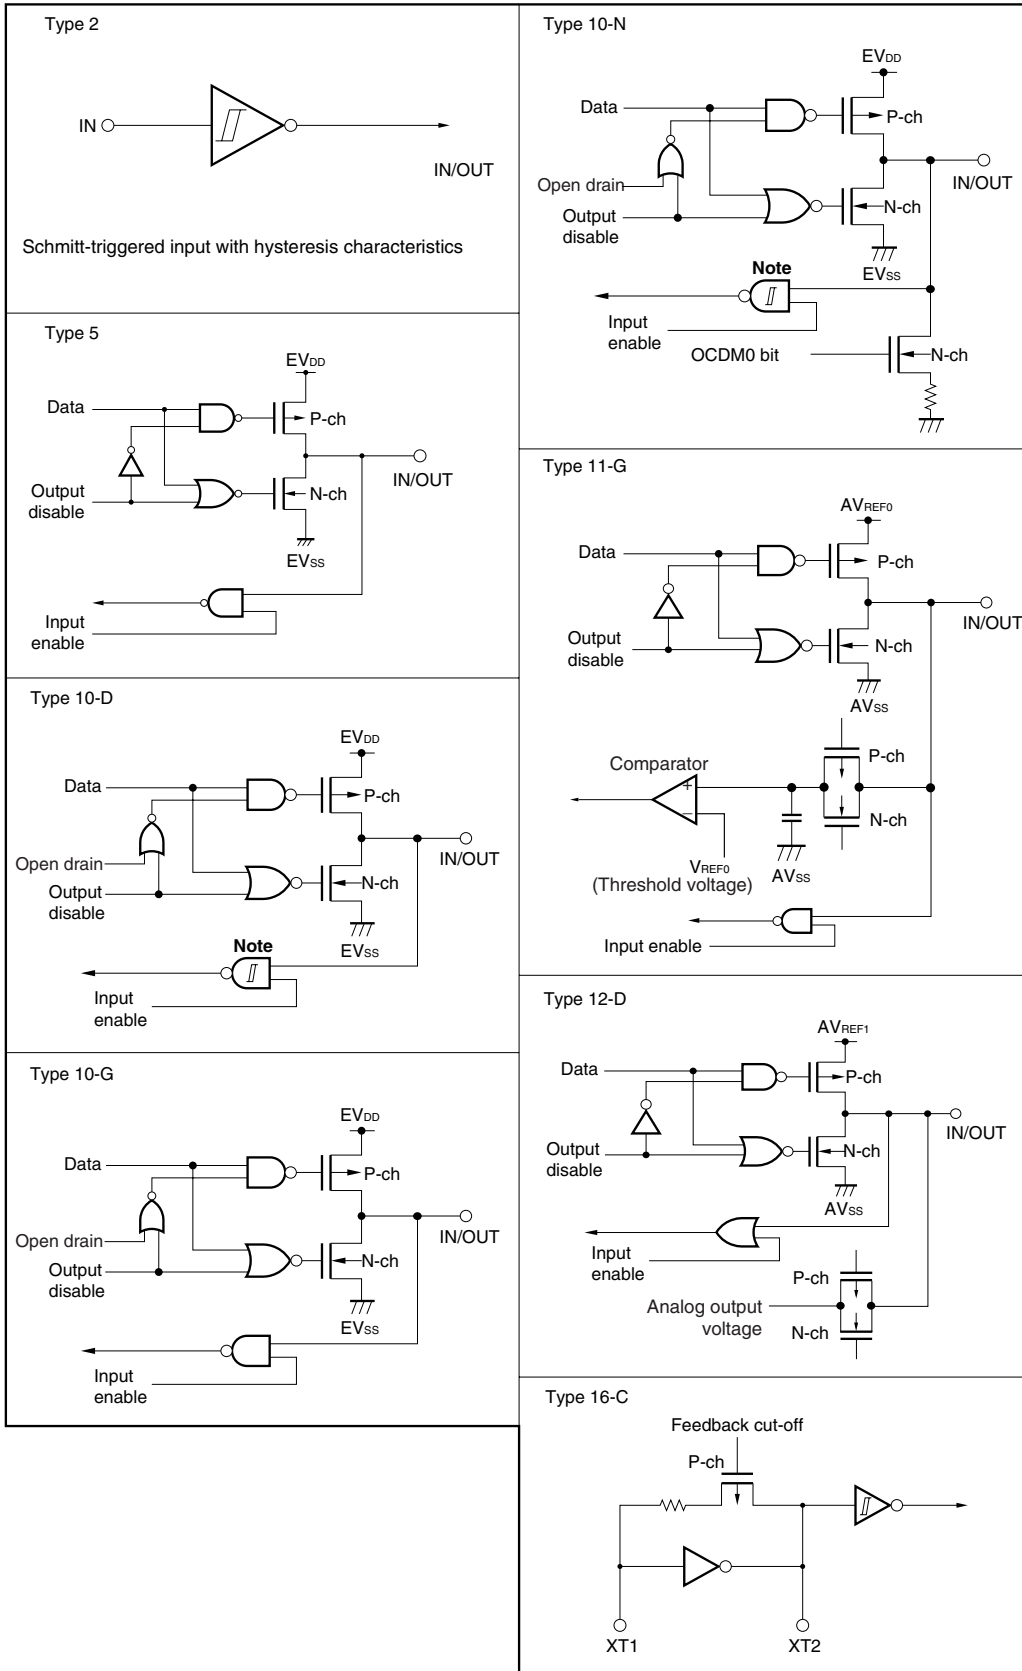 Type 2
IN
IN/OUT
Schmitt-triggered input with hysteresis characteristics
Type 5
EVDD
Data
P-ch
IN/OUT
Output
disable
N-ch
EVSS
Input
enable
Type 10-D
EVDD
Data
P-ch
Open drain
IN/OUT
Output
disable
N-ch
EVSS
Note
Input
enable
Type 10-G
EVDD
Data
P-ch
Open drain
IN/OUT
Output
disable
N-ch
EVSS
Input
enable
Type 10-N
EVDD
Data
P-ch
Open drain
IN/OUT
Output
disable
N-ch
EVSS
Note
Input
enable
OCDM0 bit
N-ch
Type 11-G
AVREF0
Data
P-ch
IN/OUT
Output
disable
N-ch
AVSS
P-ch
Comparator
+
−
N-ch
VREF0
(Threshold voltage)
AVSS
Input enable
Type 12-D
AVREF1
Data
P-ch
IN/OUT
Output
disable
N-ch
AVSS
Input
enable
P-ch
Analog output
voltage
N-ch
Type 16-C
Feedback cut-off
P-ch
XT1
XT2